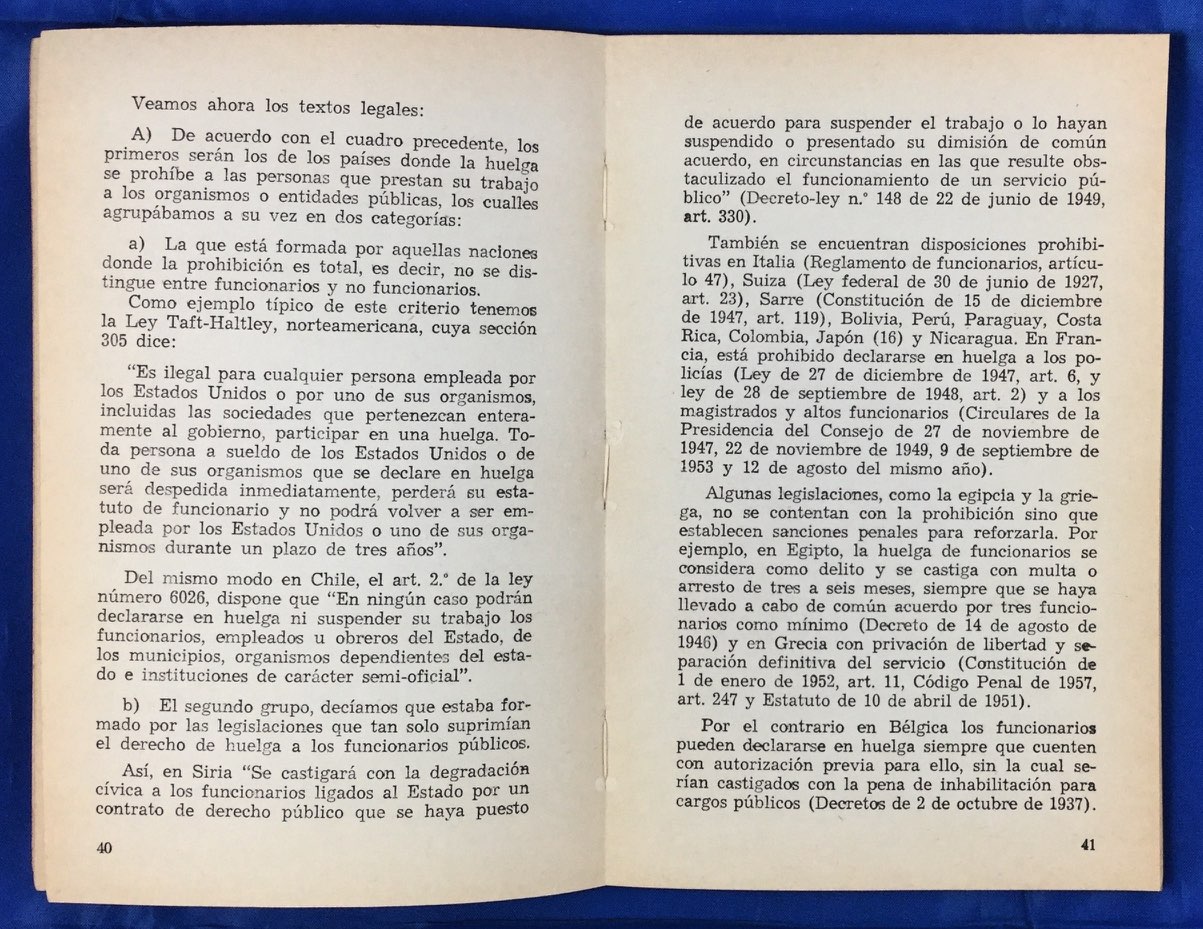 Veamos ahora los textos legales:
A) De acuerdo con el cuadro precedente, los
primeros serán los de los países donde la huelga
se prohíbe a las personas que prestan su trabajo
a los organismos o entidades públicas, los cualles
agrupábamos a su vez en dos categorías:
a) La que está formada por aquellas naciones
donde la prohibición es total, es decir, no se dis-
tingue entre funcionarios y no funcionarios.
Como ejemplo típico de este criterio tenemos
la Ley Taft-Haltley, norteamericana, cuya sección
305 dice:
“Es ilegal para cualquier persona empleada por
los Estados Unidos o por uno de sus organismos,
incluidas las sociedades que pertenezcan entera-
mente al gobierno, participar en una huelga. To-
da persona a sueldo de los Estados Unidos o de
uno de sus organismos que se declare en huelga
será despedida inmediatamente, perderá su esta-
tuto de funcionario y no podrá volver a ser em-
pleada por los Estados Unidos o uno de sus orga-
nismos durante un plazo de tres años”.
Del mismo modo en Chile, el art. 2.º de la ley
número 6026, dispone que “En ningún caso podrán
declararse en huelga ni suspender su trabajo los
funcionarios, empleados u obreros del Estado, de
los municipios, organismos dependientes del esta-
do e instituciones de carácter semi-oficial”.
b) El segundo grupo, decíamos que estaba for-
mado por las legislaciones que tan solo suprimían
el derecho de huelga a los funcionarios públicos.
Así, en Siria “Se castigará con la degradación
cívica a los funcionarios ligados al Estado por un
contrato de derecho público que se haya puesto
40
de acuerdo para suspender el trabajo o lo hayan
suspendido o presentado su dimisión de común
acuerdo, en circunstancias en las que resulte obs-
taculizado el funcionamiento de un servicio pú-
blico” (Decreto-ley n.º 148 de 22 de junio de 1949,
art. 330).
También se encuentran disposiciones prohibi-
tivas en Italia (Reglamento de funcionarios, artícu-
lo 47), Suiza (Ley federal de 30 de junio de 1927,
art. 23), Sarre (Constitución de 15 de diciembre
de 1947, art. 119), Bolivia, Perú, Paraguay, Costa
Rica, Colombia, Japón (16) y Nicaragua. En Fran-
cia, está prohibido declararse en huelga a los po-
licías (Ley de 27 de diciembre de 1947, art. 6, y
ley de 28 de septiembre de 1948, art. 2) y a los
magistrados y altos funcionarios (Circulares de la
Presidencia del Consejo de 27 de noviembre de
1947, 22 de noviembre de 1949, 9 de septiembre de
1953 y 12 de agosto del mismo año).
Algunas legislaciones, como la egipcia y la grie-
ga, no se contentan con la prohibición sino que
establecen sanciones penales para reforzarla. Por
ejemplo, en Egipto, la huelga de funcionarios se
considera como delito y se castiga con multa o
arresto de tres a seis meses, siempre que se haya
llevado a cabo de común acuerdo por tres funcio-
narios como mínimo (Decreto de 14 de agosto de
1946) y en Grecia con privación de libertad y se-
paración definitiva del servicio (Constitución de
1 de enero de 1952, art. 11, Código Penal de 1957,
art. 247 y Estatuto de 10 de abril de 1951).
Por el contrario en Bélgica los funcionarios
pueden declararse en huelga siempre que cuenten
con autorización previa para ello, sin la cual se-
rían castigados con la pena de inhabilitación para
cargos públicos (Decretos de 2 de octubre de 1937).
41